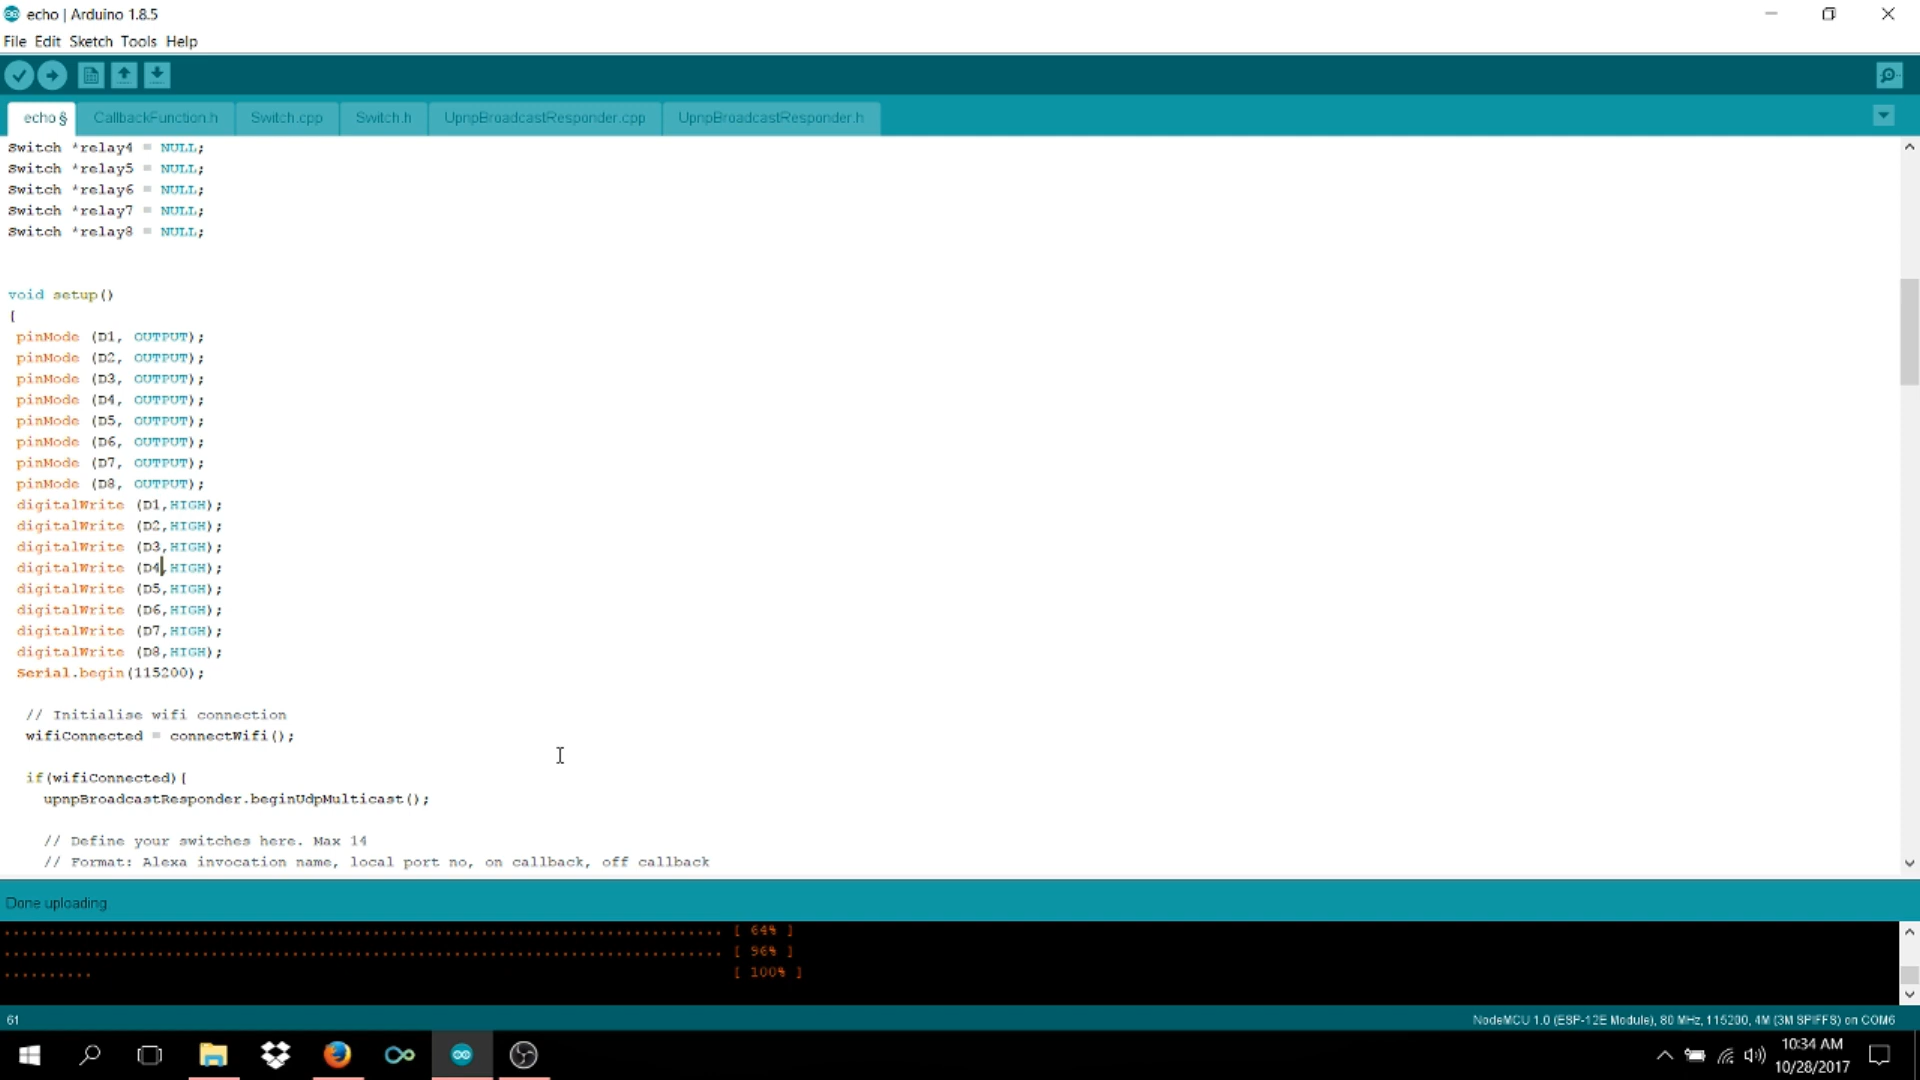 echo | Arduino 1.8.5
File Edit Sketch Tools Help
echo § CallbackFunction.h Switch.cpp Switch.h UpnpBroadcastResponder.cpp UpnpBroadcastResponder.h
Switch *relay4 = NULL;
Switch *relay5 = NULL;
Switch *relay6 = NULL;
Switch *relay7 = NULL;
Switch *relay8 = NULL;
void setup()
{
pinMode (D1, OUTPUT);
pinMode (D2, OUTPUT);
pinMode (D3, OUTPUT);
pinMode (D4, OUTPUT);
pinMode (D5, OUTPUT);
pinMode (D6, OUTPUT);
pinMode (D7, OUTPUT);
pinMode (D8, OUTPUT);
digitalWrite (D1,HIGH);
digitalWrite (D2,HIGH);
digitalWrite (D3,HIGH);
digitalWrite (D4,HIGH);
digitalWrite (D5,HIGH);
digitalWrite (D6,HIGH);
digitalWrite (D7,HIGH);
digitalWrite (D8,HIGH);
Serial.begin(115200);
// Initialise wifi connection
wifiConnected = connectWifi();
if(wifiConnected){
upnpBroadcastResponder.beginUdpMulticast();
// Define your switches here. Max 14
// Format: Alexa invocation name, local port no, on callback, off callback
Done uploading.
................................................................................ [ 64% ]
................................................................................ [ 96% ]
.......... [ 100% ]
61 NodeMCU 1.0 (ESP-12E Module), 80 MHz, 115200, 4M (3M SPIFFS) on COM6
10:34 AM
10/28/2017